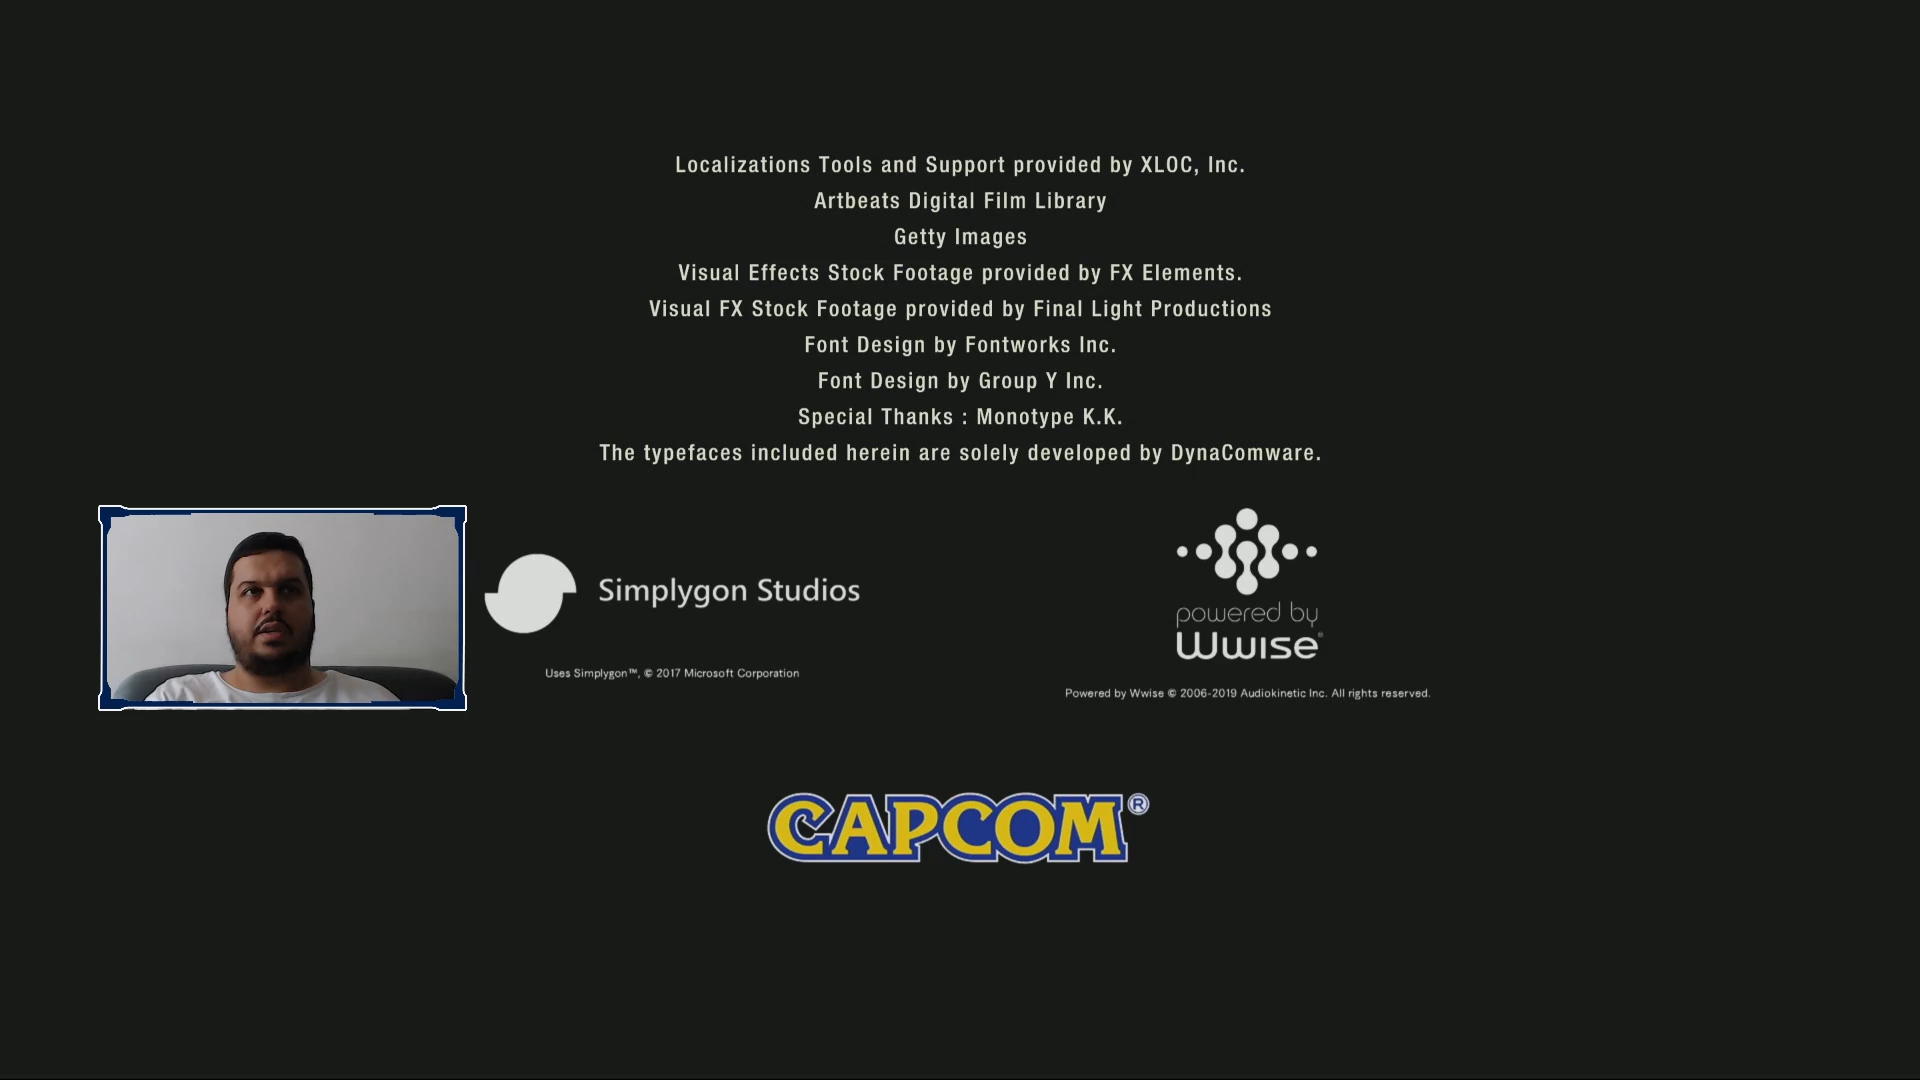 Localizations Tools and Support provided by XLOC, Inc.
Artbeats Digital Film Library
Getty Images
Visual Effects Stock Footage provided by FX Elements.
Visual FX Stock Footage provided by Final Light Productions
Font Design by Fontworks Inc.
Font Design by Group Y Inc.
Special Thanks : Monotype K.K.
The typefaces included herein are solely developed by DynaComware.
Simplygon Studios
Uses Simplygon™, © 2017 Microsoft Corporation
powered by
Wwise®
Powered by Wwise © 2006-2019 Audiokinetic Inc. All rights reserved.
CAPCOM®